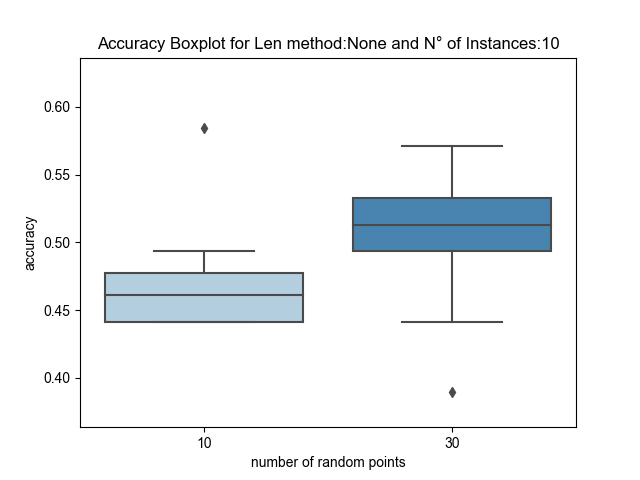 Accuracy Boxplot for Len method:None and N° of Instances:10
0.60
0.55
0.50
0.45
0.40
accuracy
10 30
number of random points